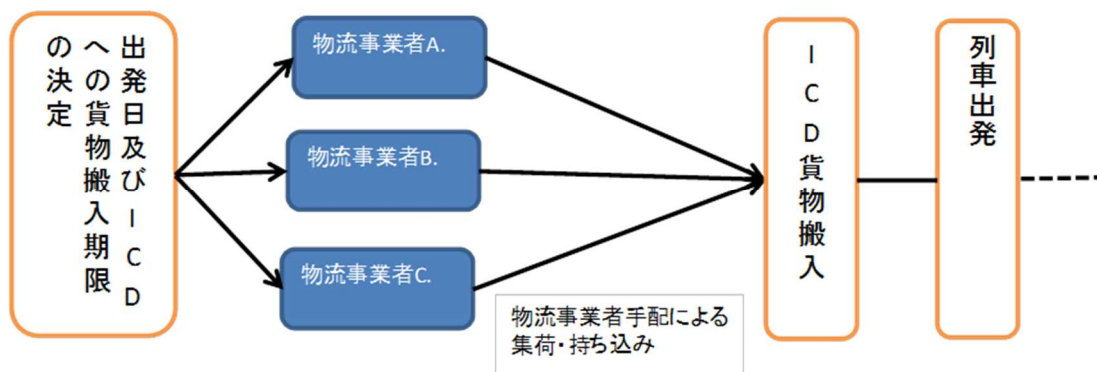 出発日及びICD
への貨物搬入期限
の決定
物流事業者A.
物流事業者B.
物流事業者C.
物流事業者手配による
集荷・持ち込み
ICD貨物搬入
列車出発